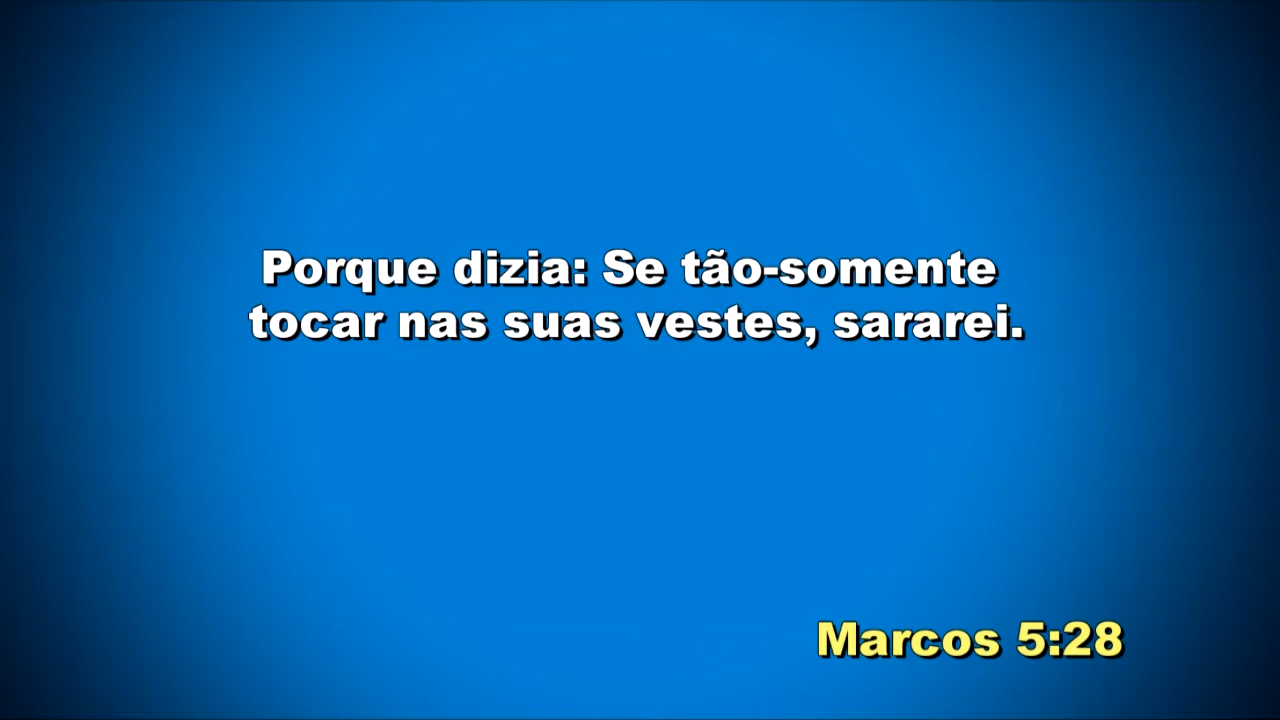 Porque dizia: Se tão-somente
tocar nas suas vestes, sararei.
Marcos 5:28